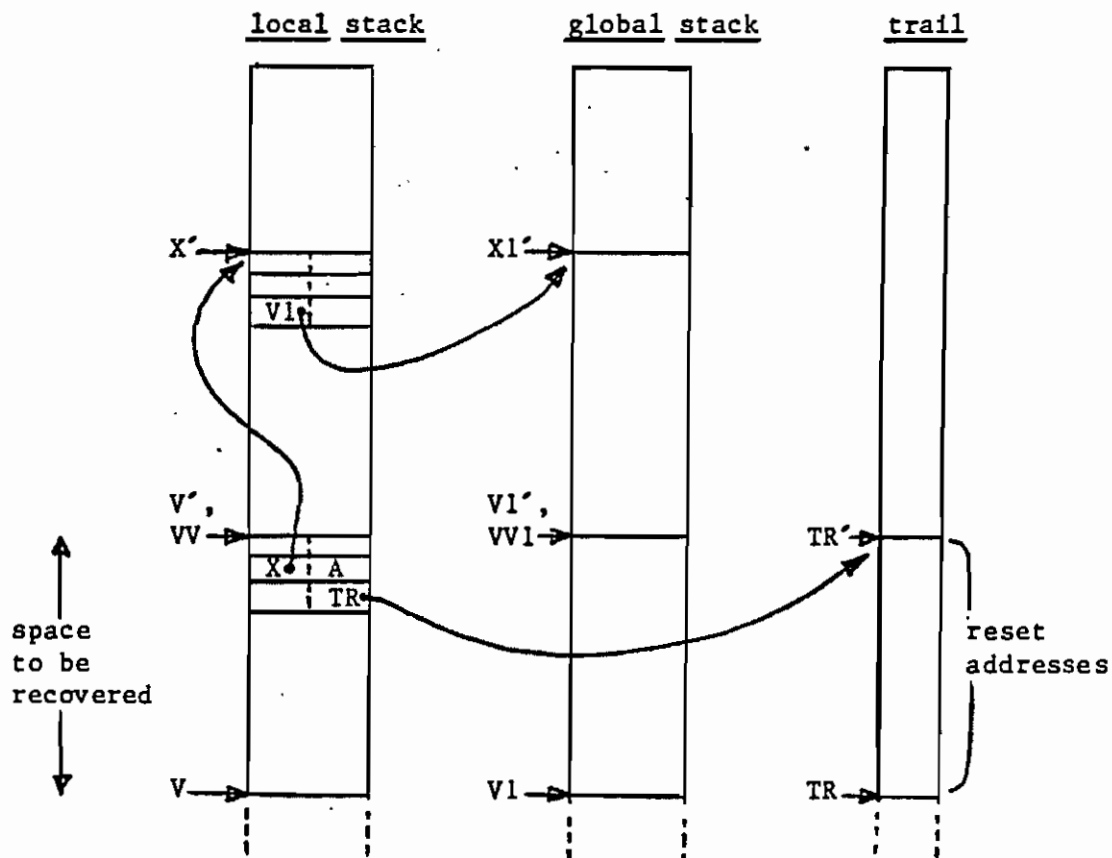 local stack
global stack
trail
X´
X1´
V1
V´,
VV
V1´,
VV1
TR´
X A
TR
space
to be
recovered
reset
addresses
V
V1
TR